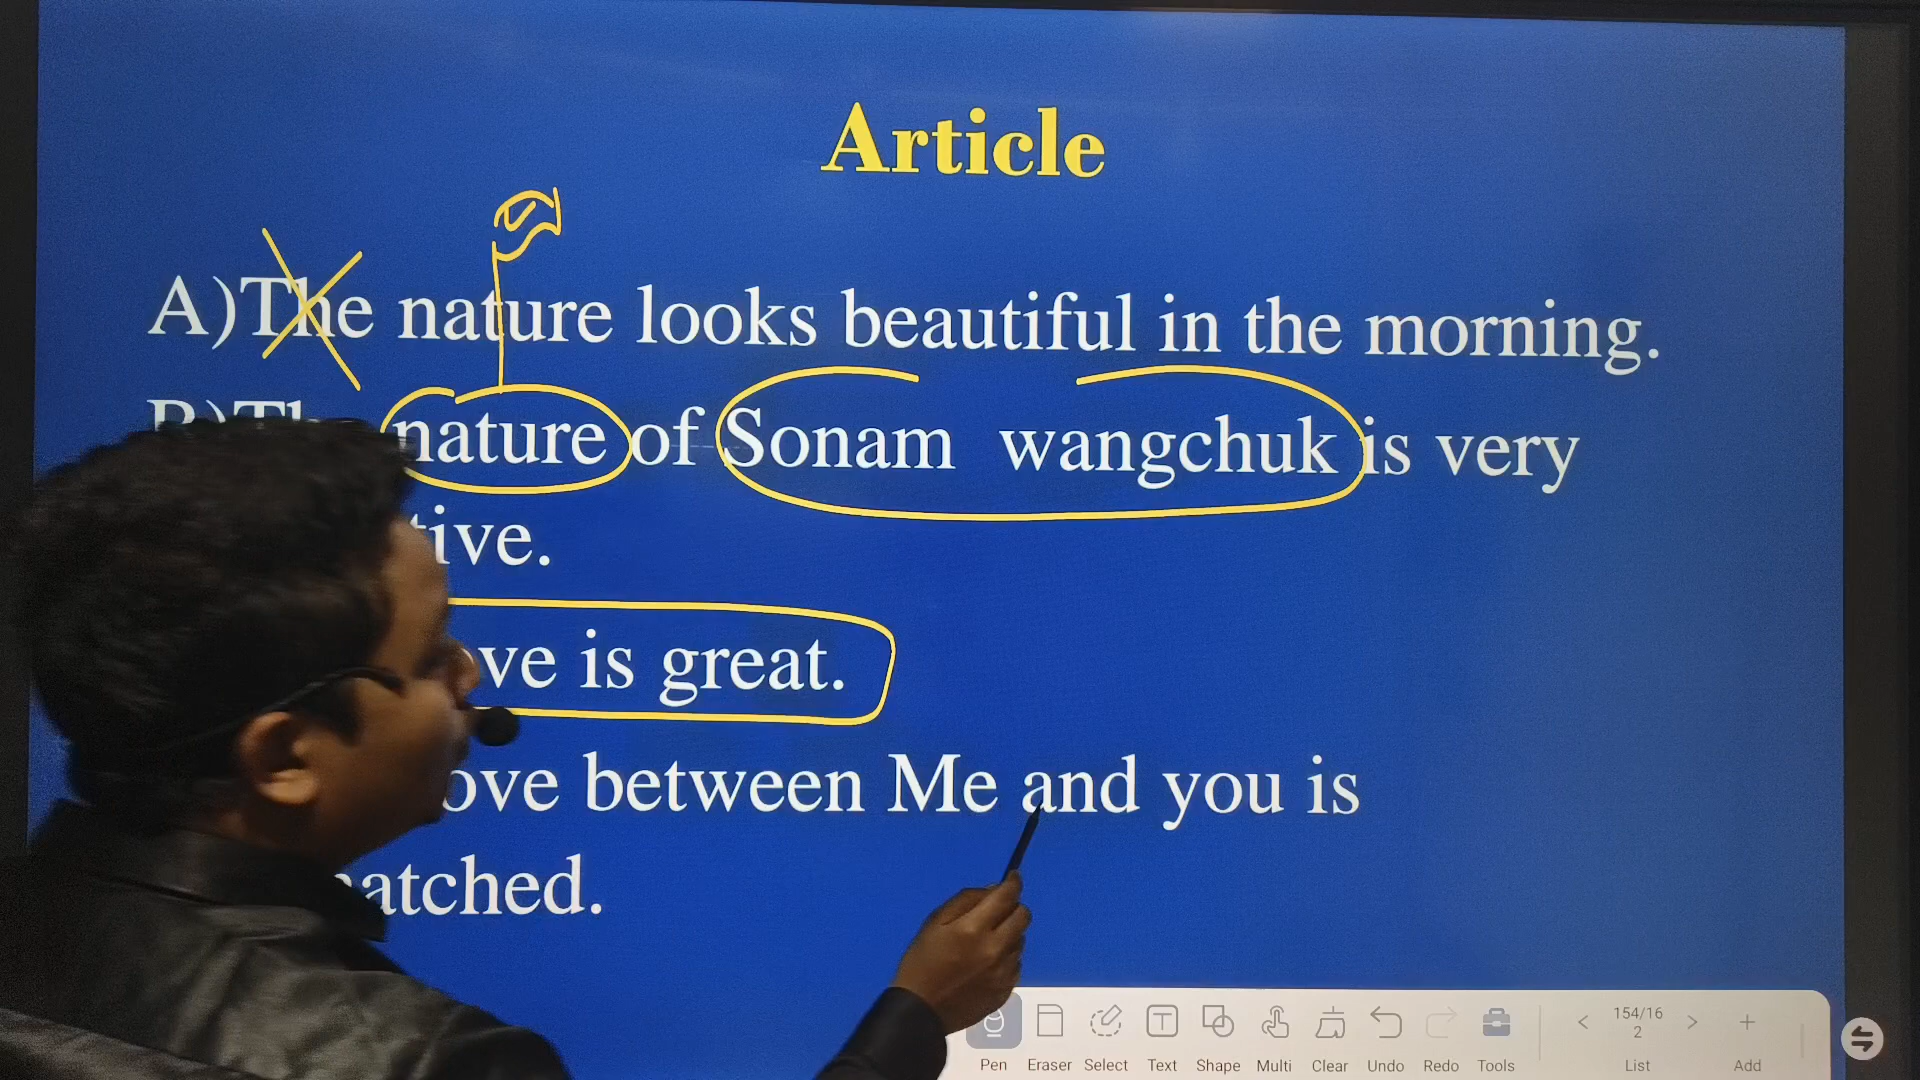 Article
A)The nature looks beautiful in the morning.
nature of Sonam wangchuk is very
tive.
ve is great.
ove between Me and you is
atched.
Pen Eraser Select Text Shape Multi Clear Undo Redo Tools List Add
154/16
2